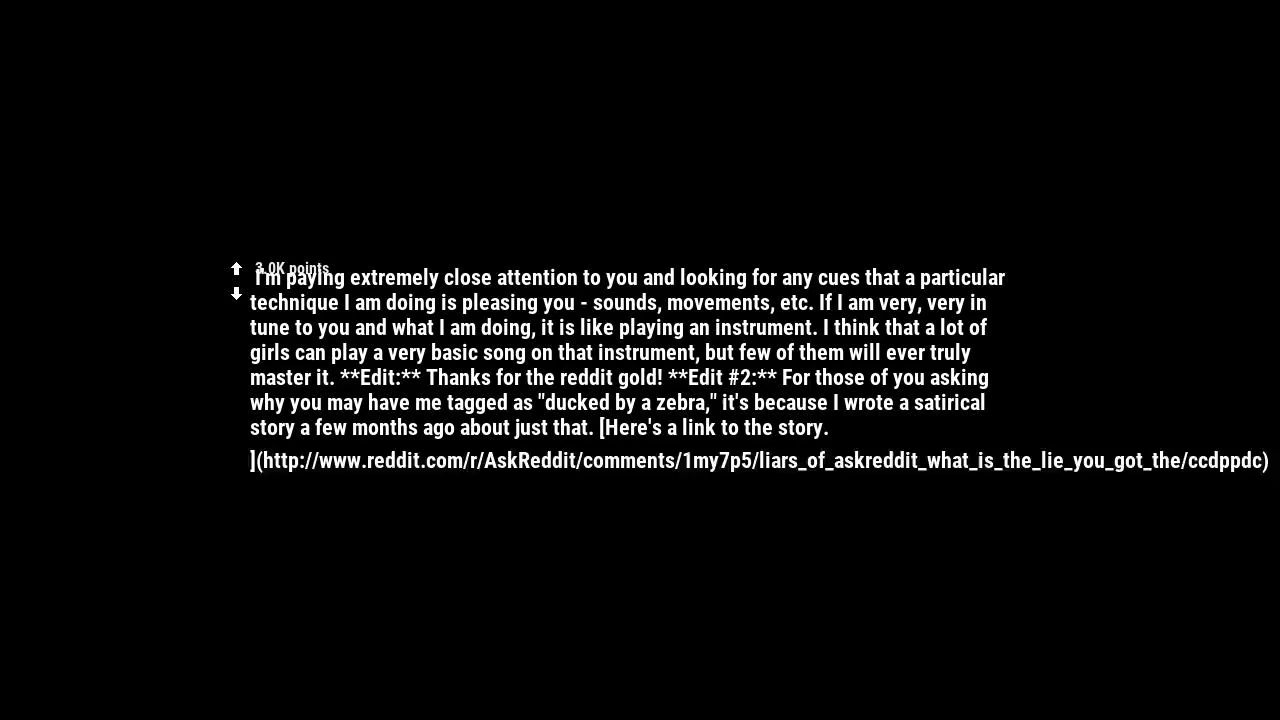 3.0K points
I'm paying extremely close attention to you and looking for any cues that a particular
technique I am doing is pleasing you - sounds, movements, etc. If I am very, very in
tune to you and what I am doing, it is like playing an instrument. I think that a lot of
girls can play a very basic song on that instrument, but few of them will ever truly
master it. **Edit:** Thanks for the reddit gold! **Edit #2:** For those of you asking
why you may have me tagged as "ducked by a zebra," it's because I wrote a satirical
story a few months ago about just that. [Here's a link to the story.
](http://www.reddit.com/r/AskReddit/comments/1my7p5/liars_of_askreddit_what_is_the_lie_you_got_the/ccdppdc)